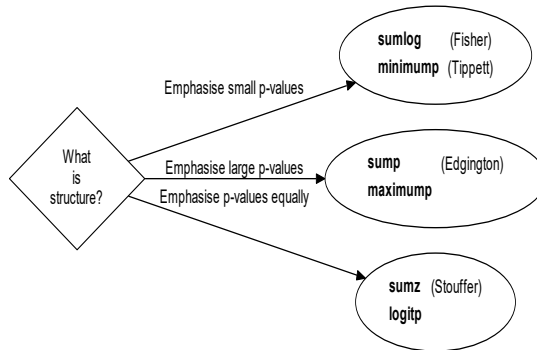 sumlog (Fisher)
minimump (Tippett)
Emphasise small p-values
What
is
structure?
Emphasise large p-values
Emphasise p-values equally
sump (Edgington)
maximump
sumz (Stouffer)
logitp